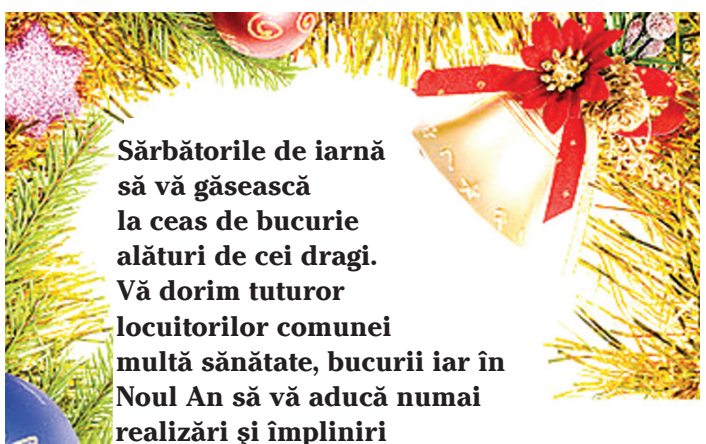 Sărbătorile de iarnă
să vă găsească
la ceas de bucurie
alături de cei dragi.
Vă dorim tuturor
locuitorilor comunei
multă sănătate, bucurii iar în
Noul An să vă aducă numai
realizări și împliniri